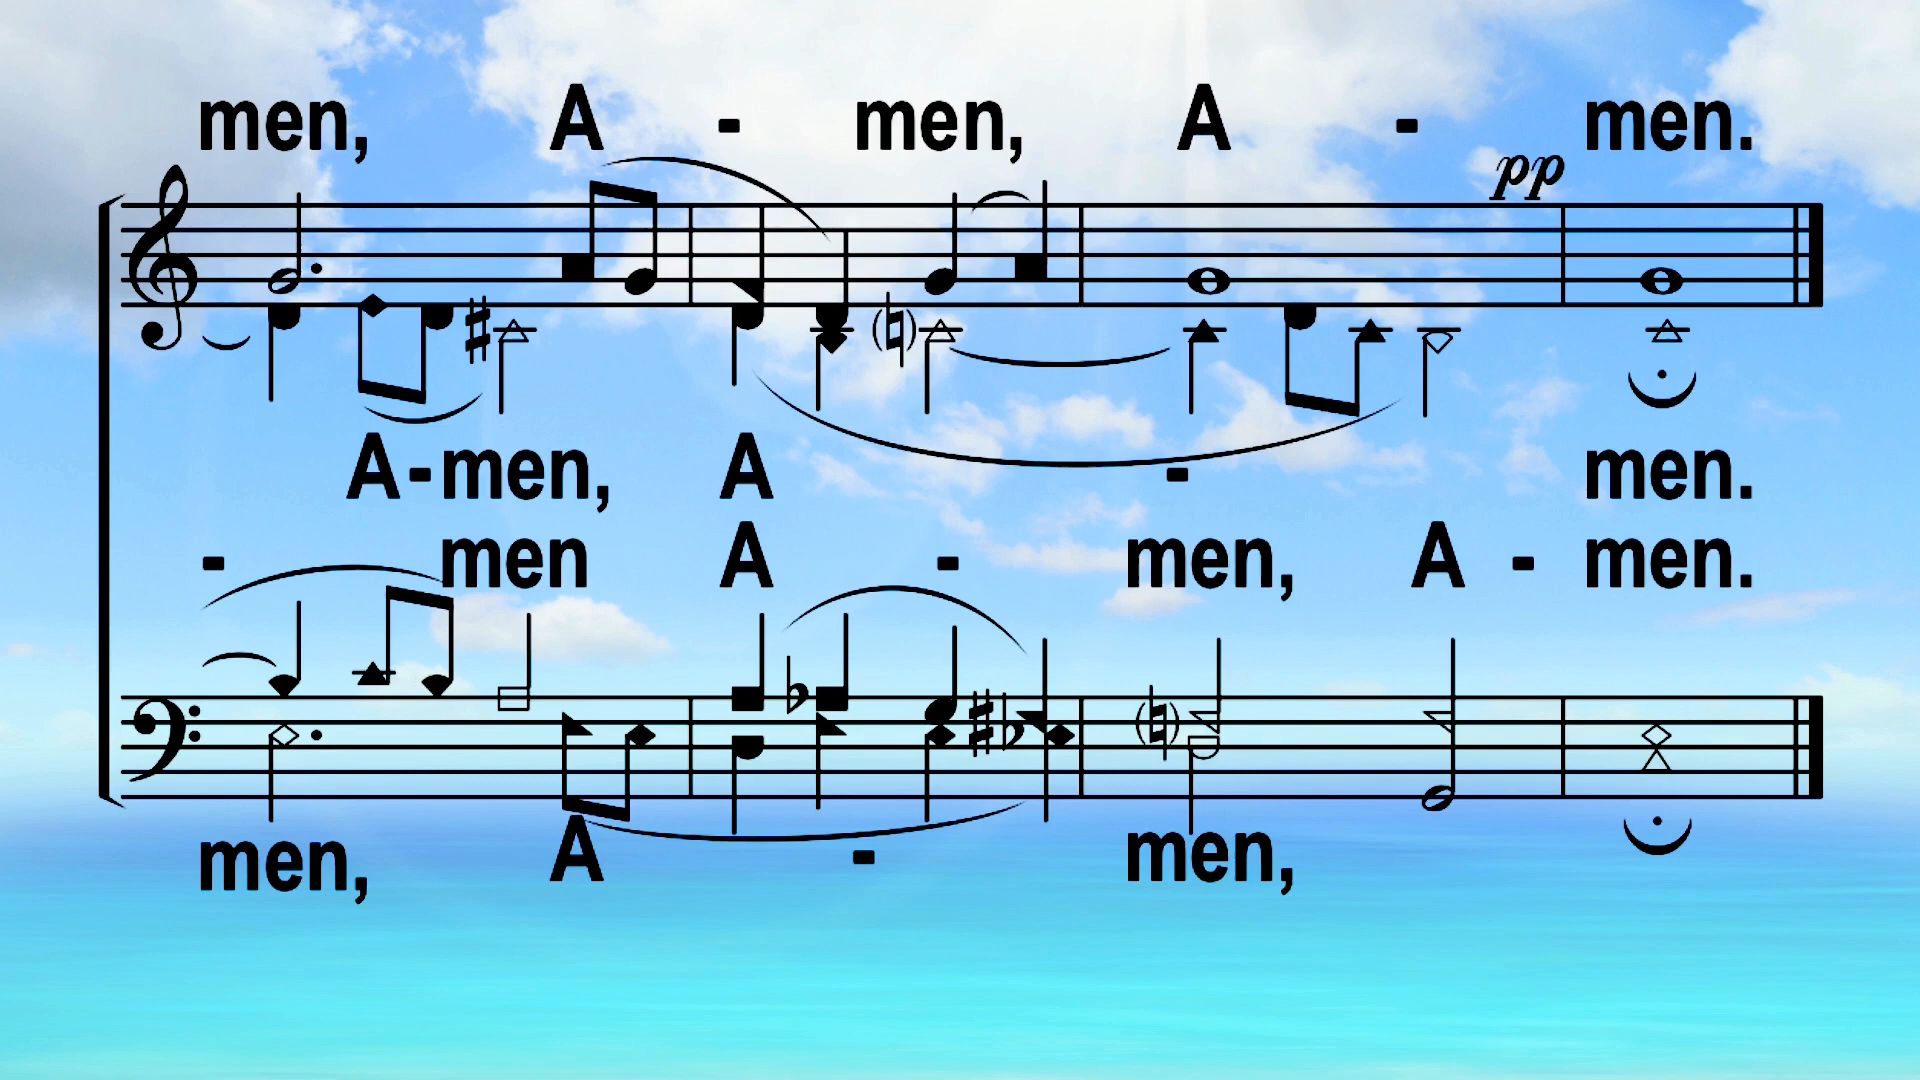 men, A - men, A - men.
pp
A-men, A - men.
- men A - men, A - men.
men, A - men,